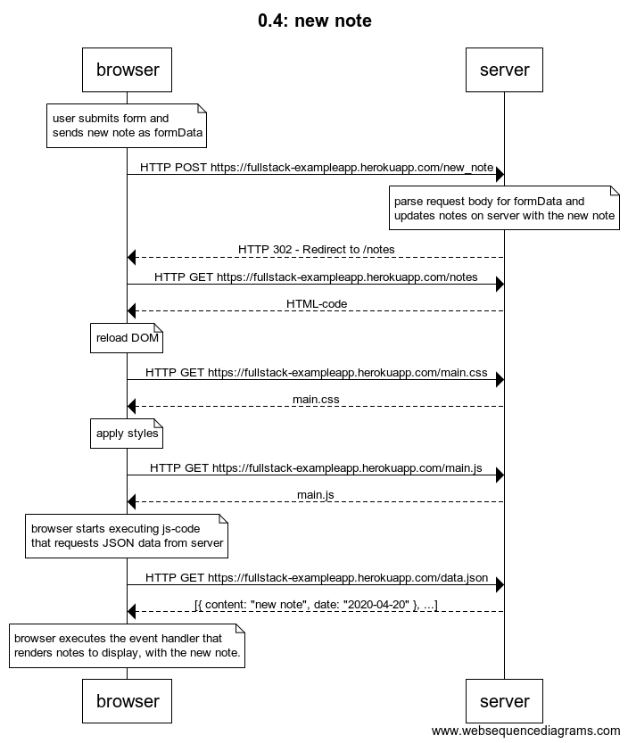 0.4: new note
browser
server
user submits form and
sends new note as formData
HTTP POST https://fullstack-exampleapp.herokuapp.com/new_note
parse request body for formData and
updates notes on server with the new note
HTTP 302 - Redirect to /notes
HTTP GET https://fullstack-exampleapp.herokuapp.com/notes
HTML-code
reload DOM
HTTP GET https://fullstack-exampleapp.herokuapp.com/main.css
main.css
apply styles
HTTP GET https://fullstack-exampleapp.herokuapp.com/main.js
main.js
browser starts executing js-code
that requests JSON data from server
HTTP GET https://fullstack-exampleapp.herokuapp.com/data.json
[{ content: "new note", date: "2020-04-20" }, ...]
browser executes the event handler that
renders notes to display, with the new note.
browser
server
www.websequencediagrams.com